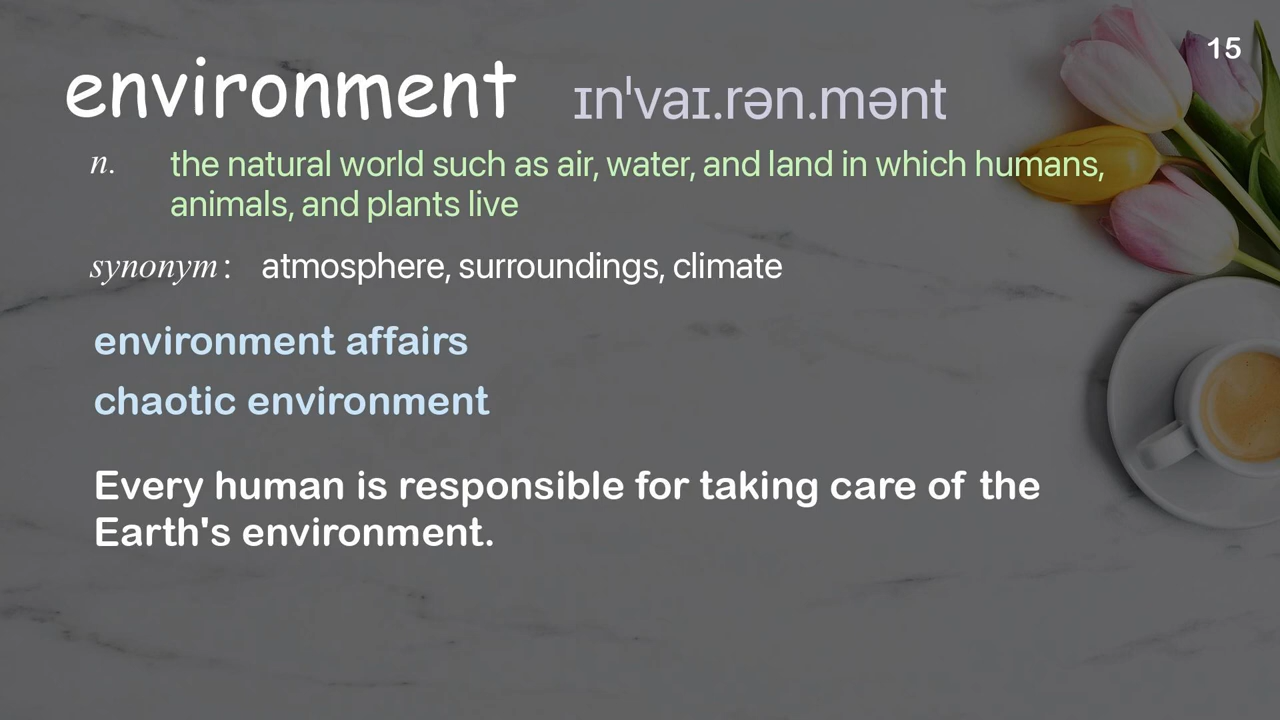 15
environment ɪnˈvaɪ.rən.mənt
n. the natural world such as air, water, and land in which humans,
animals, and plants live
synonym: atmosphere, surroundings, climate
environment affairs
chaotic environment
Every human is responsible for taking care of the
Earth's environment.